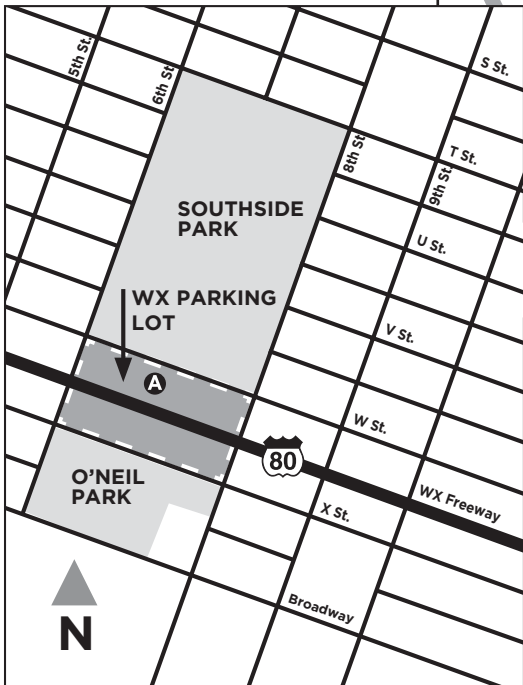 5th St.
6th St
S St.
8th St
T St.
9th St.
SOUTHSIDE
PARK
U St.
WX PARKING
LOT
V St.
A
W St.
80
O'NEIL
PARK
WX Freeway
X St.
Broadway
N